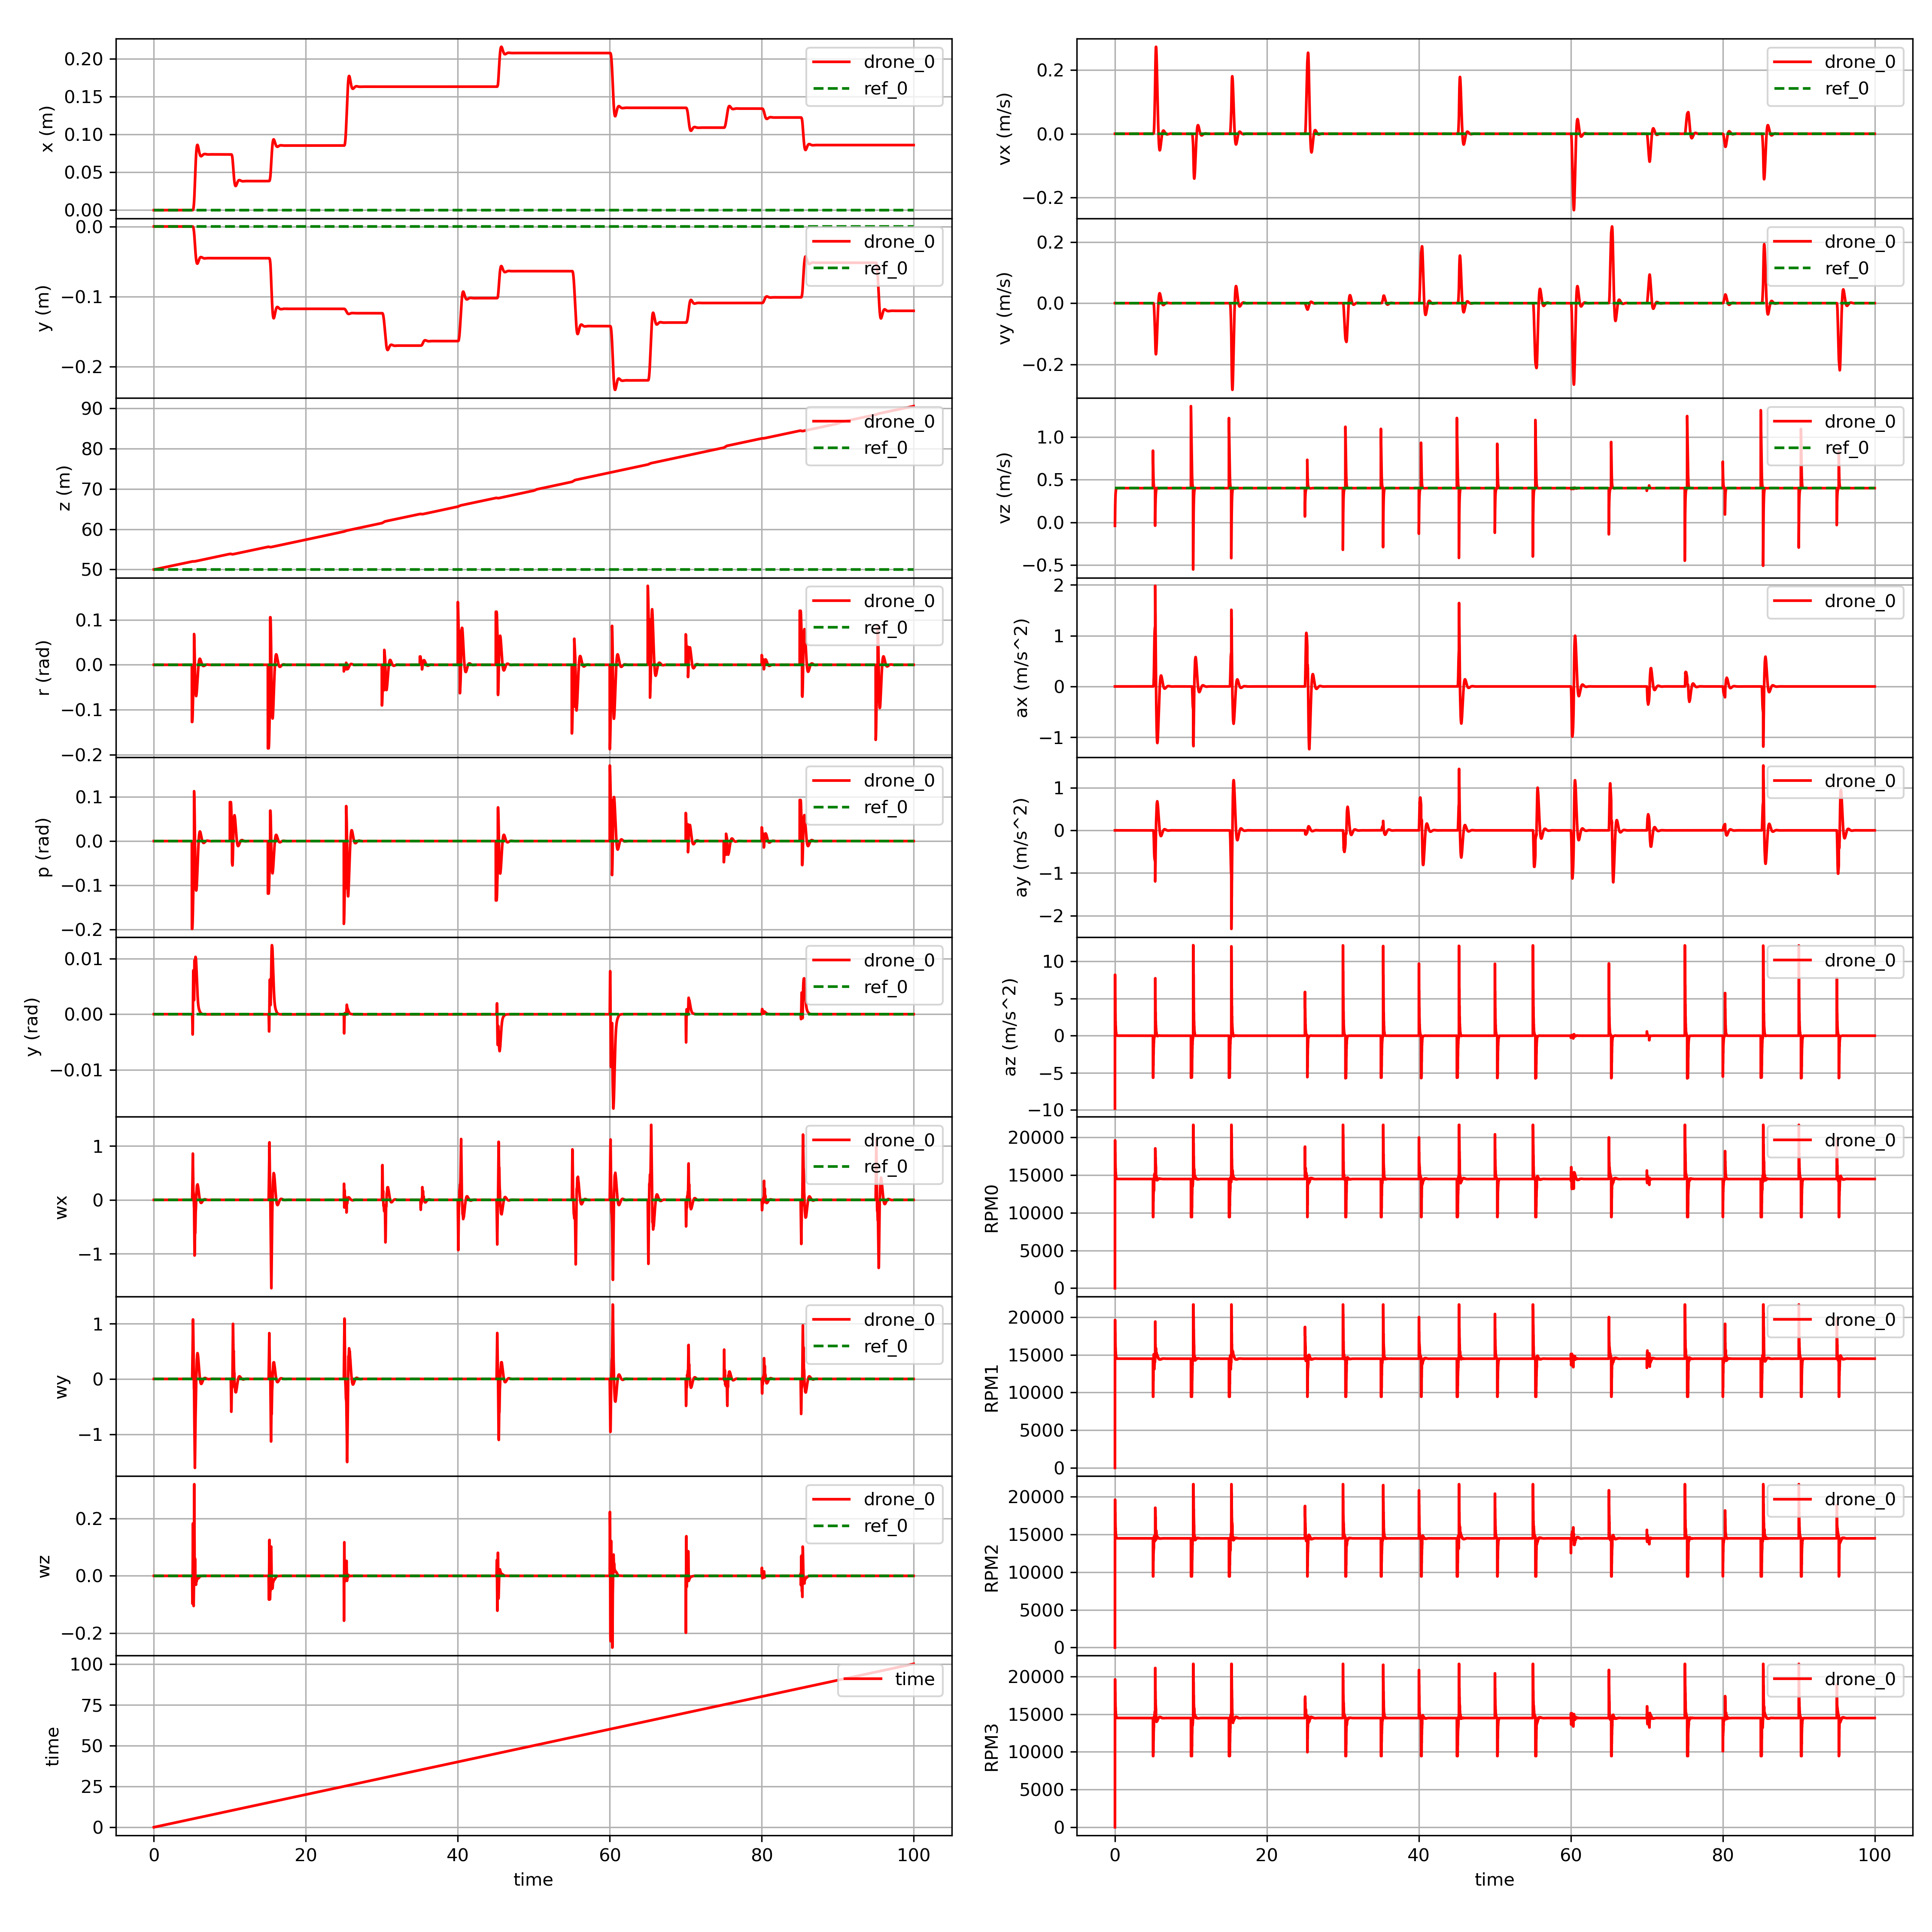 x (m)
0.20
0.15
0.10
0.05
0.00
drone_0
ref_0
y (m)
0.0
−0.1
−0.2
drone_0
ref_0
z (m)
90
80
70
60
50
drone_0
ref_0
r (rad)
0.1
0.0
−0.1
−0.2
drone_0
ref_0
p (rad)
0.1
0.0
−0.1
−0.2
drone_0
ref_0
y (rad)
0.01
0.00
−0.01
drone_0
ref_0
wx
1
0
−1
drone_0
ref_0
wy
1
0
−1
drone_0
ref_0
wz
0.2
0.0
−0.2
drone_0
ref_0
time
100
75
50
25
0
time
0 20 40 60 80 100
time
vx (m/s)
0.2
0.0
−0.2
drone_0
ref_0
vy (m/s)
0.2
0.0
−0.2
drone_0
ref_0
vz (m/s)
1.0
0.5
0.0
−0.5
drone_0
ref_0
ax (m/s^2)
2
1
0
−1
drone_0
ay (m/s^2)
1
0
−1
−2
drone_0
az (m/s^2)
10
5
0
−5
−10
drone_0
RPM0
20000
15000
10000
5000
0
drone_0
RPM1
20000
15000
10000
5000
0
drone_0
RPM2
20000
15000
10000
5000
0
drone_0
RPM3
20000
15000
10000
5000
0
drone_0
0 20 40 60 80 100
time